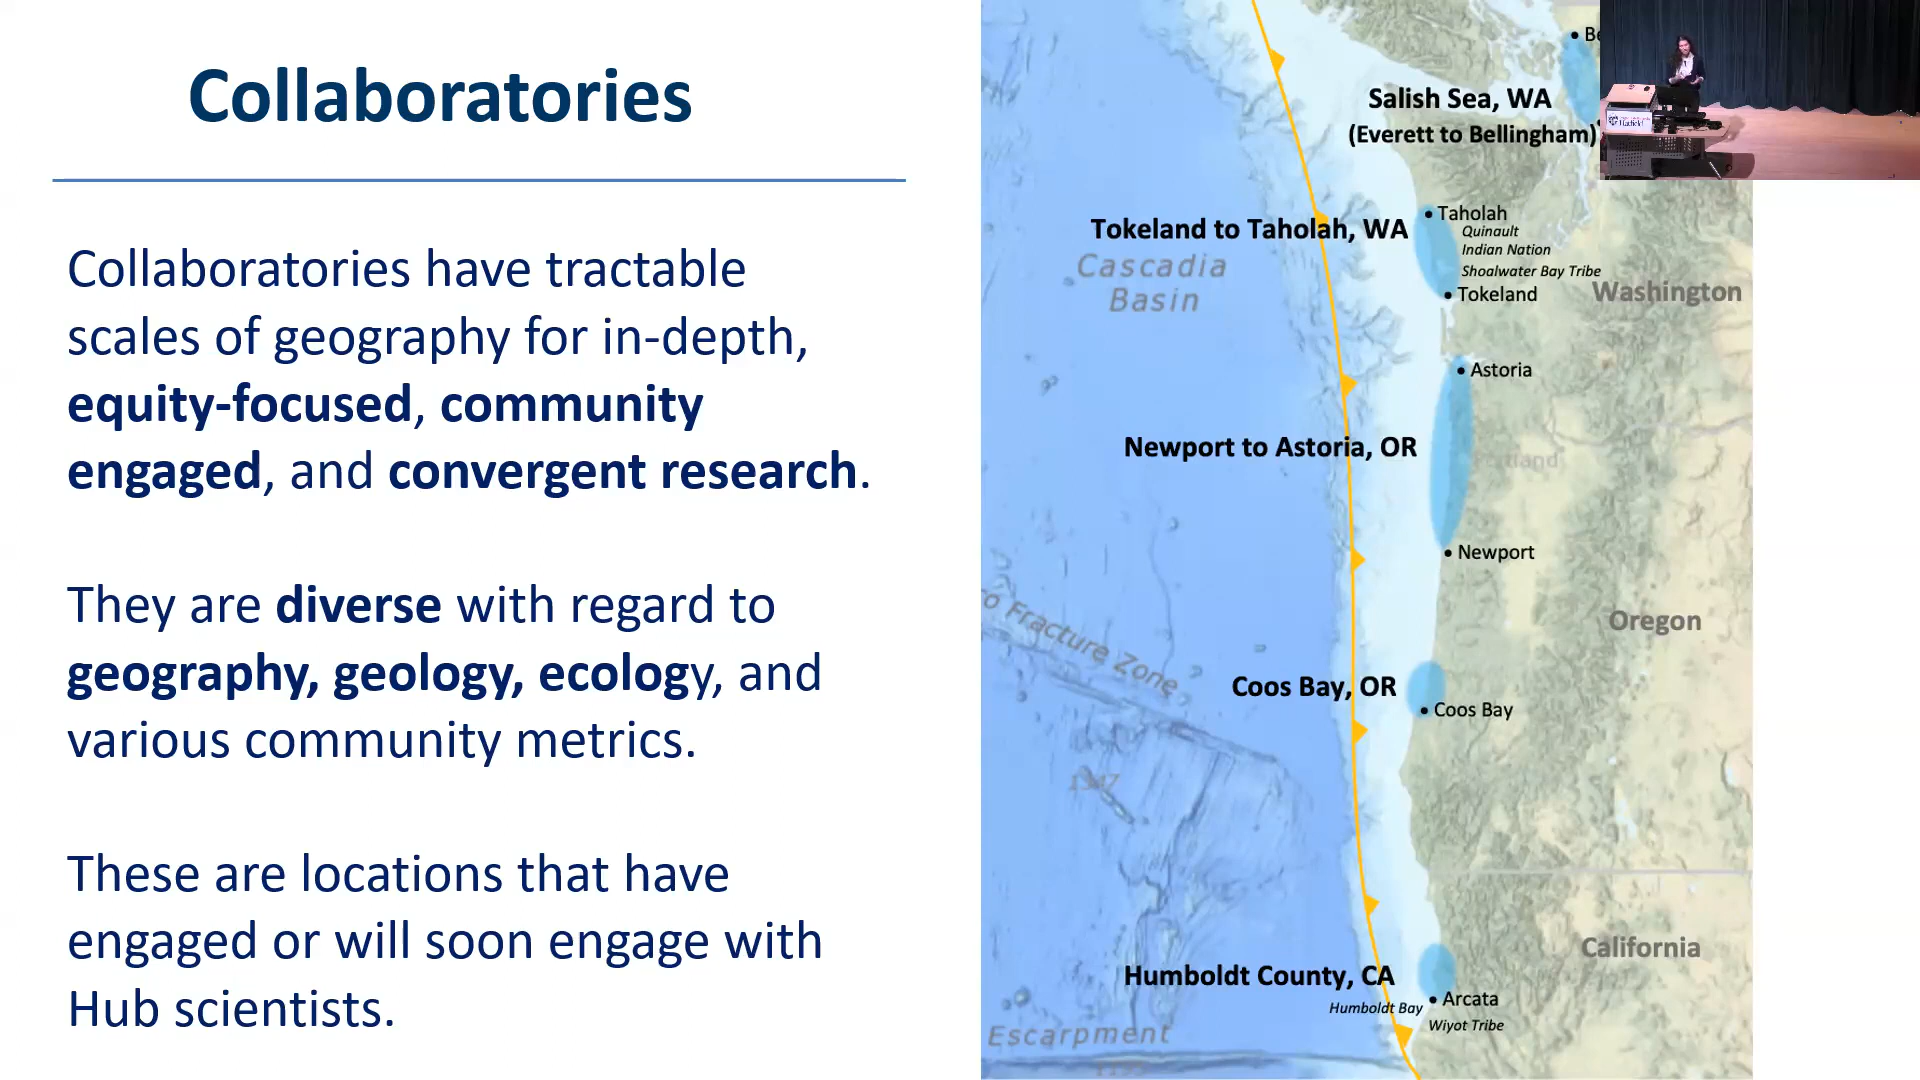 Collaboratories
Collaboratories have tractable
scales of geography for in-depth,
equity-focused, community
engaged, and convergent research.
They are diverse with regard to
geography, geology, ecology, and
various community metrics.
These are locations that have
engaged or will soon engage with
Hub scientists.
Salish Sea, WA
(Everett to Bellingham)
Tokeland to Taholah, WA
Taholah
Quinault
Indian Nation
Shoalwater Bay Tribe
Tokeland
Washington
Cascadia
Basin
Astoria
Newport to Astoria, OR
Portland
Newport
Fracture Zone
Oregon
Coos Bay, OR
Coos Bay
California
Humboldt County, CA
Humboldt Bay
Arcata
Wiyot Tribe
Escarpment
Hatfield